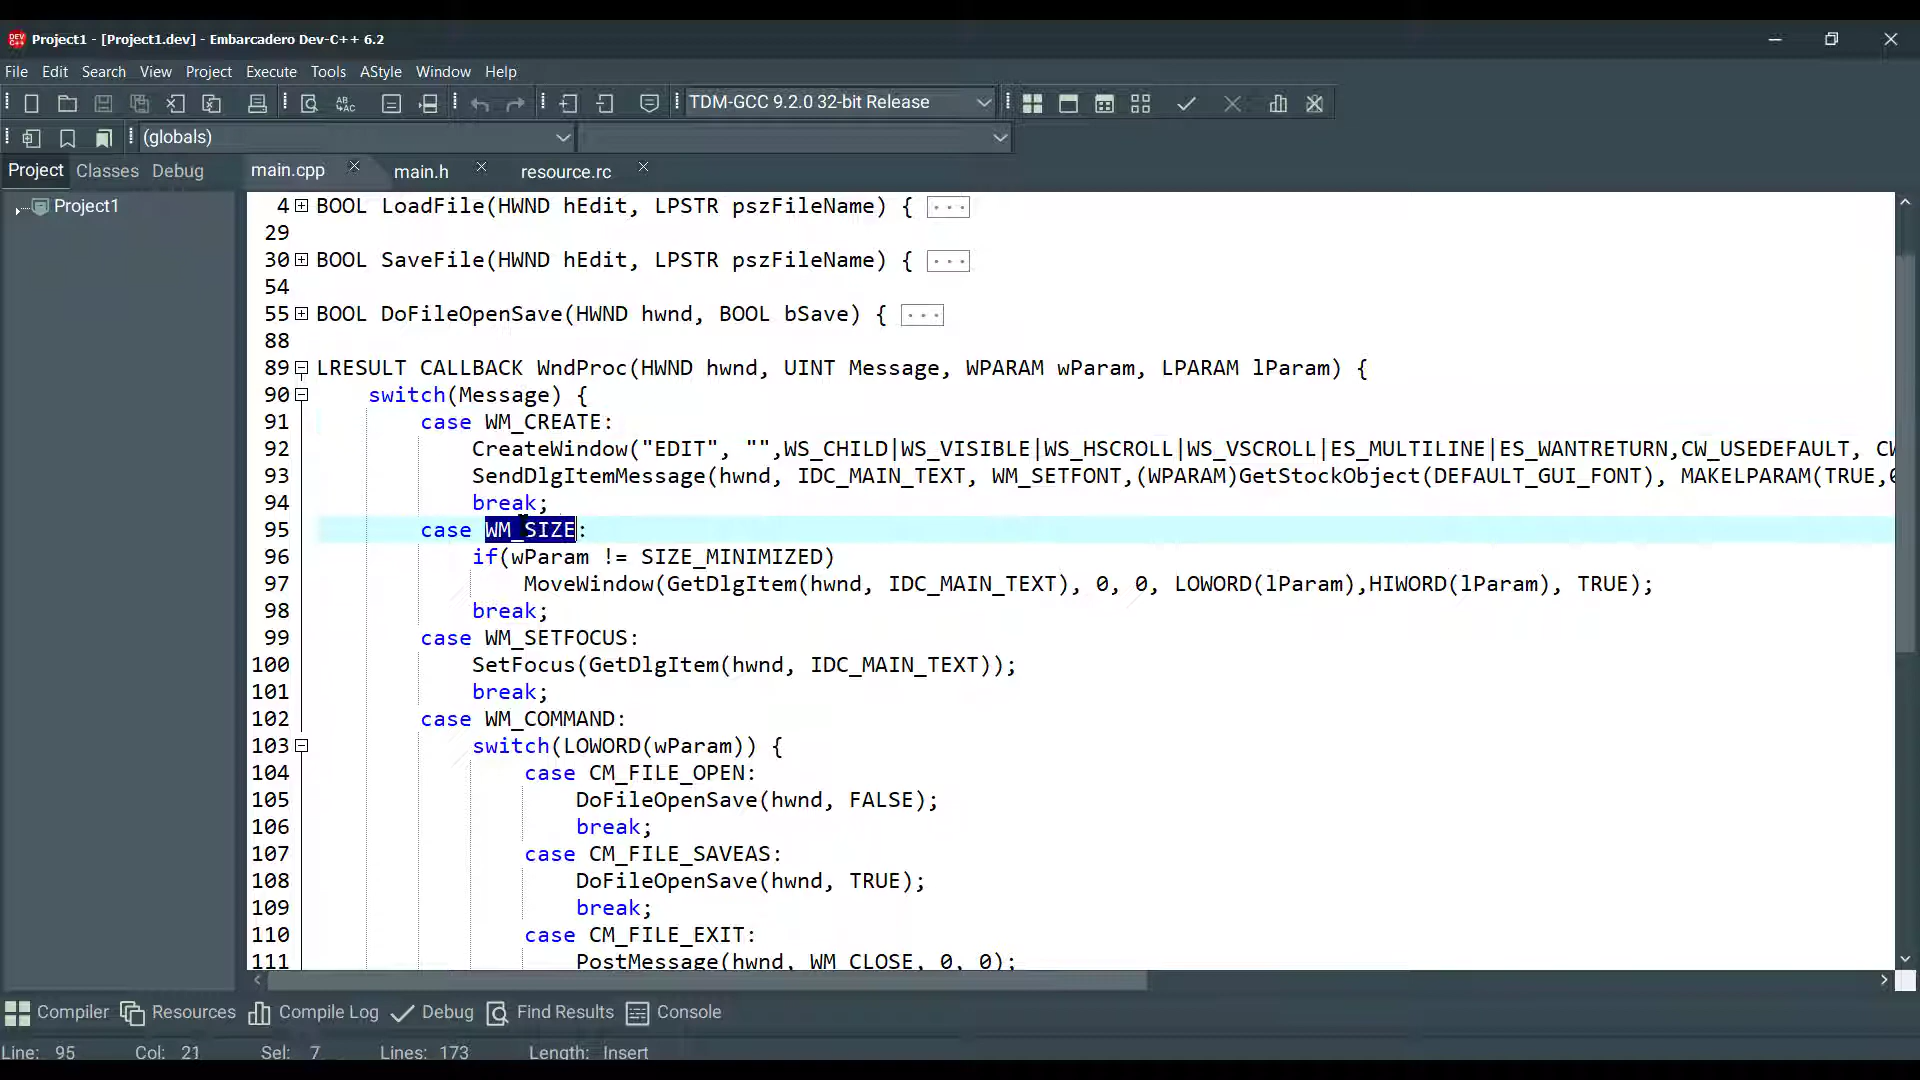 Project1 - [Project1.dev] - Embarcadero Dev-C++ 6.2
File Edit Search View Project Execute Tools AStyle Window Help
TDM-GCC 9.2.0 32-bit Release
(globals)
Project Classes Debug main.cpp main.h resource.rc
Project1
4 BOOL LoadFile(HWND hEdit, LPSTR pszFileName) { ...
29
30 BOOL SaveFile(HWND hEdit, LPSTR pszFileName) { ...
54
55 BOOL DoFileOpenSave(HWND hwnd, BOOL bSave) { ...
88
89 LRESULT CALLBACK WndProc(HWND hwnd, UINT Message, WPARAM wParam, LPARAM lParam) {
90 switch(Message) {
91 case WM_CREATE:
92 CreateWindow("EDIT", "",WS_CHILD|WS_VISIBLE|WS_HSCROLL|WS_VSCROLL|ES_MULTILINE|ES_WANTRETURN,CW_USEDEFAULT, CW
93 SendDlgItemMessage(hwnd, IDC_MAIN_TEXT, WM_SETFONT,(WPARAM)GetStockObject(DEFAULT_GUI_FONT), MAKELPARAM(TRUE,0
94 break;
95 case WM_SIZE:
96 if(wParam != SIZE_MINIMIZED)
97 MoveWindow(GetDlgItem(hwnd, IDC_MAIN_TEXT), 0, 0, LOWORD(lParam),HIWORD(lParam), TRUE);
98 break;
99 case WM_SETFOCUS:
100 SetFocus(GetDlgItem(hwnd, IDC_MAIN_TEXT));
101 break;
102 case WM_COMMAND:
103 switch(LOWORD(wParam)) {
104 case CM_FILE_OPEN:
105 DoFileOpenSave(hwnd, FALSE);
106 break;
107 case CM_FILE_SAVEAS:
108 DoFileOpenSave(hwnd, TRUE);
109 break;
110 case CM_FILE_EXIT:
111 PostMessage(hwnd, WM_CLOSE, 0, 0);
Compiler Resources Compile Log Debug Find Results Console
Line: 95 Col: 21 Sel: 7 Lines: 173 Length: Insert